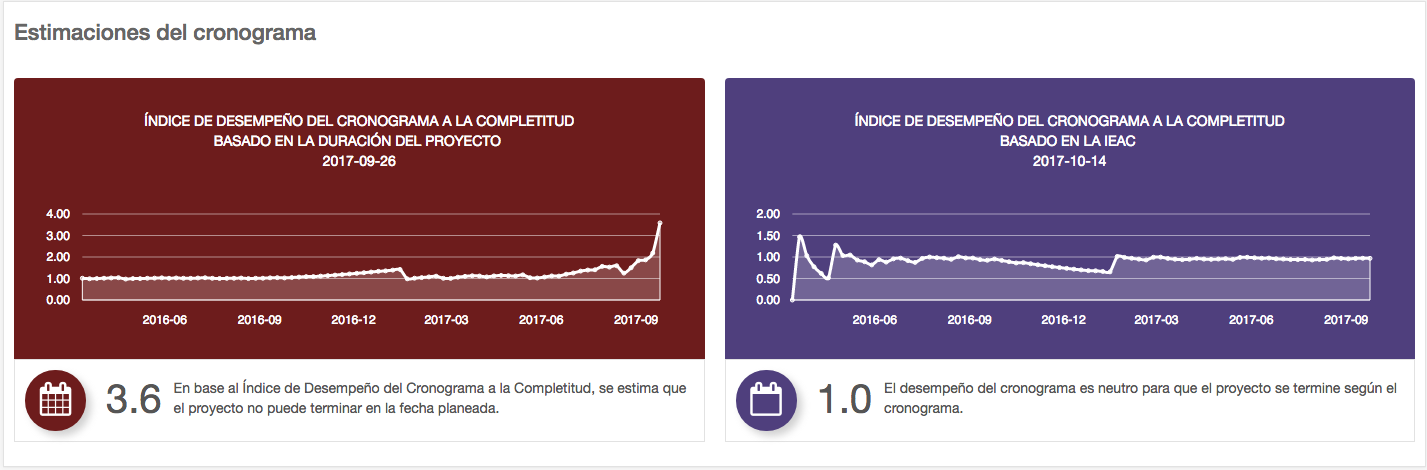 Estimaciones del cronograma
ÍNDICE DE DESEMPEÑO DEL CRONOGRAMA A LA COMPLETITUD
BASADO EN LA DURACIÓN DEL PROYECTO
2017-09-26
4.00
3.00
2.00
1.00
0.00
2016-06 2016-09 2016-12 2017-03 2017-06 2017-09
3.6
En base al Índice de Desempeño del Cronograma a la Completitud, se estima que
el proyecto no puede terminar en la fecha planeada.
ÍNDICE DE DESEMPEÑO DEL CRONOGRAMA A LA COMPLETITUD
BASADO EN LA IEAC
2017-10-14
2.00
1.50
1.00
0.50
0.00
2016-06 2016-09 2016-12 2017-03 2017-06 2017-09
1.0
El desempeño del cronograma es neutro para que el proyecto se termine según el
cronograma.